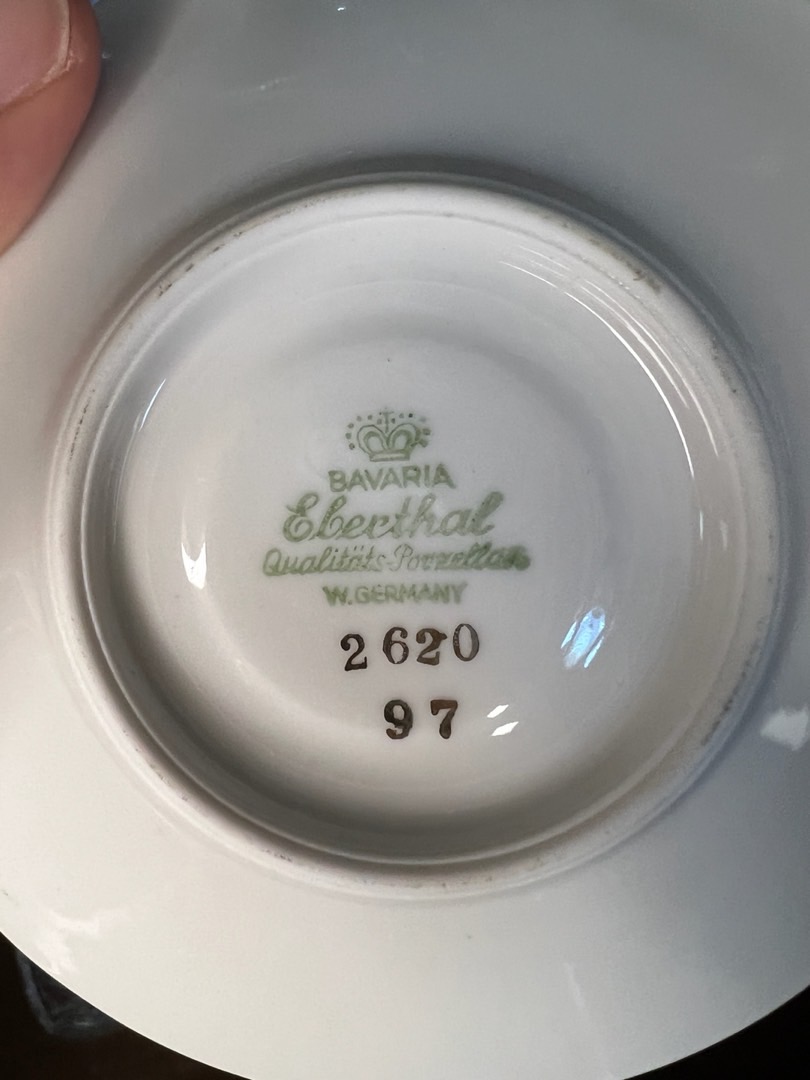 BAVARIA
Eberthal
Qualitäts-Porzellan
W. GERMANY
2620
97